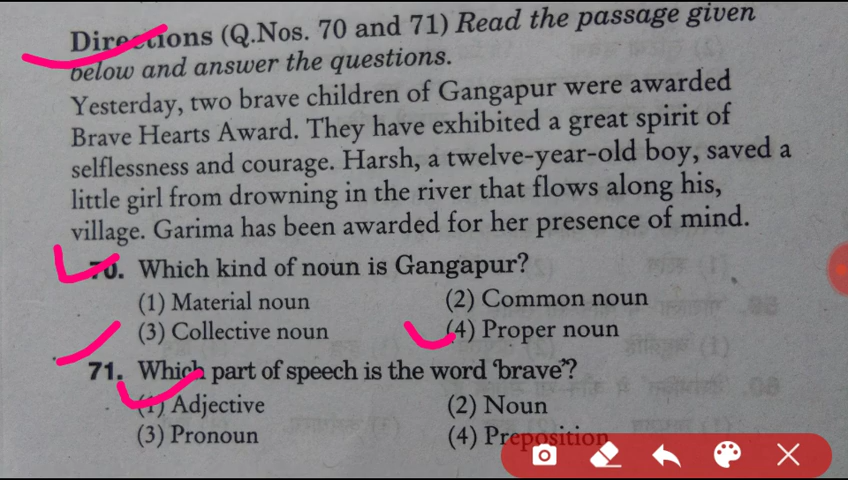 Directions (Q.Nos. 70 and 71) Read the passage given
below and answer the questions.
Yesterday, two brave children of Gangapur were awarded
Brave Hearts Award. They have exhibited a great spirit of
selflessness and courage. Harsh, a twelve-year-old boy, saved a
little girl from drowning in the river that flows along his,
village. Garima has been awarded for her presence of mind.
70. Which kind of noun is Gangapur?
(1) Material noun (2) Common noun
(3) Collective noun (4) Proper noun
71. Which part of speech is the word 'brave'?
(1) Adjective (2) Noun
(3) Pronoun (4) Preposition